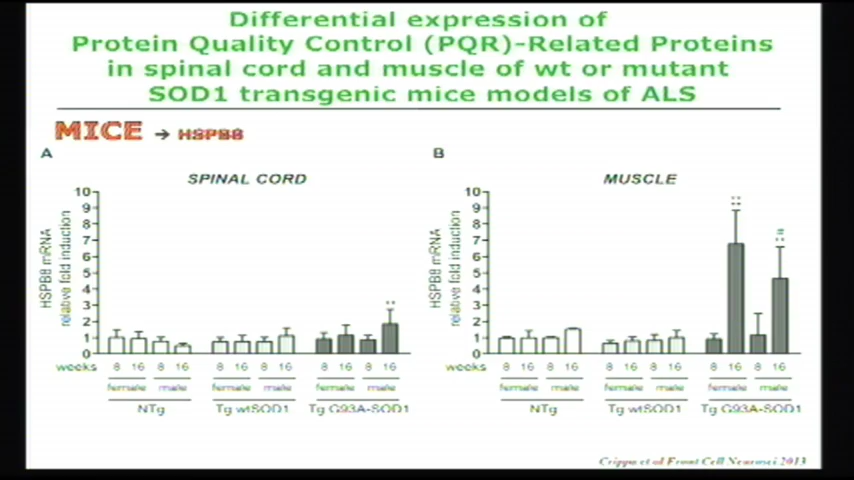 Differential expression of
Protein Quality Control (PQR)-Related Proteins
in spinal cord and muscle of wt or mutant
SOD1 transgenic mice models of ALS
MICE → HSPB8
A
SPINAL CORD
HSPB8 mRNA
relative fold induction
10
9
8
7
6
5
4
3
2
1
0
**
weeks 8 16 8 16 8 16 8 16 8 16 8 16
female male female male female male
NTg Tg wtSOD1 Tg G93A-SOD1
B
MUSCLE
HSPB8 mRNA
relative fold induction
10
9
8
7
6
5
4
3
2
1
0
#
**
weeks 8 16 8 16 8 16 8 16 8 16 8 16
female male female male female male
NTg Tg wtSOD1 Tg G93A-SOD1
Crippa et al Front Cell Neurosci 2013